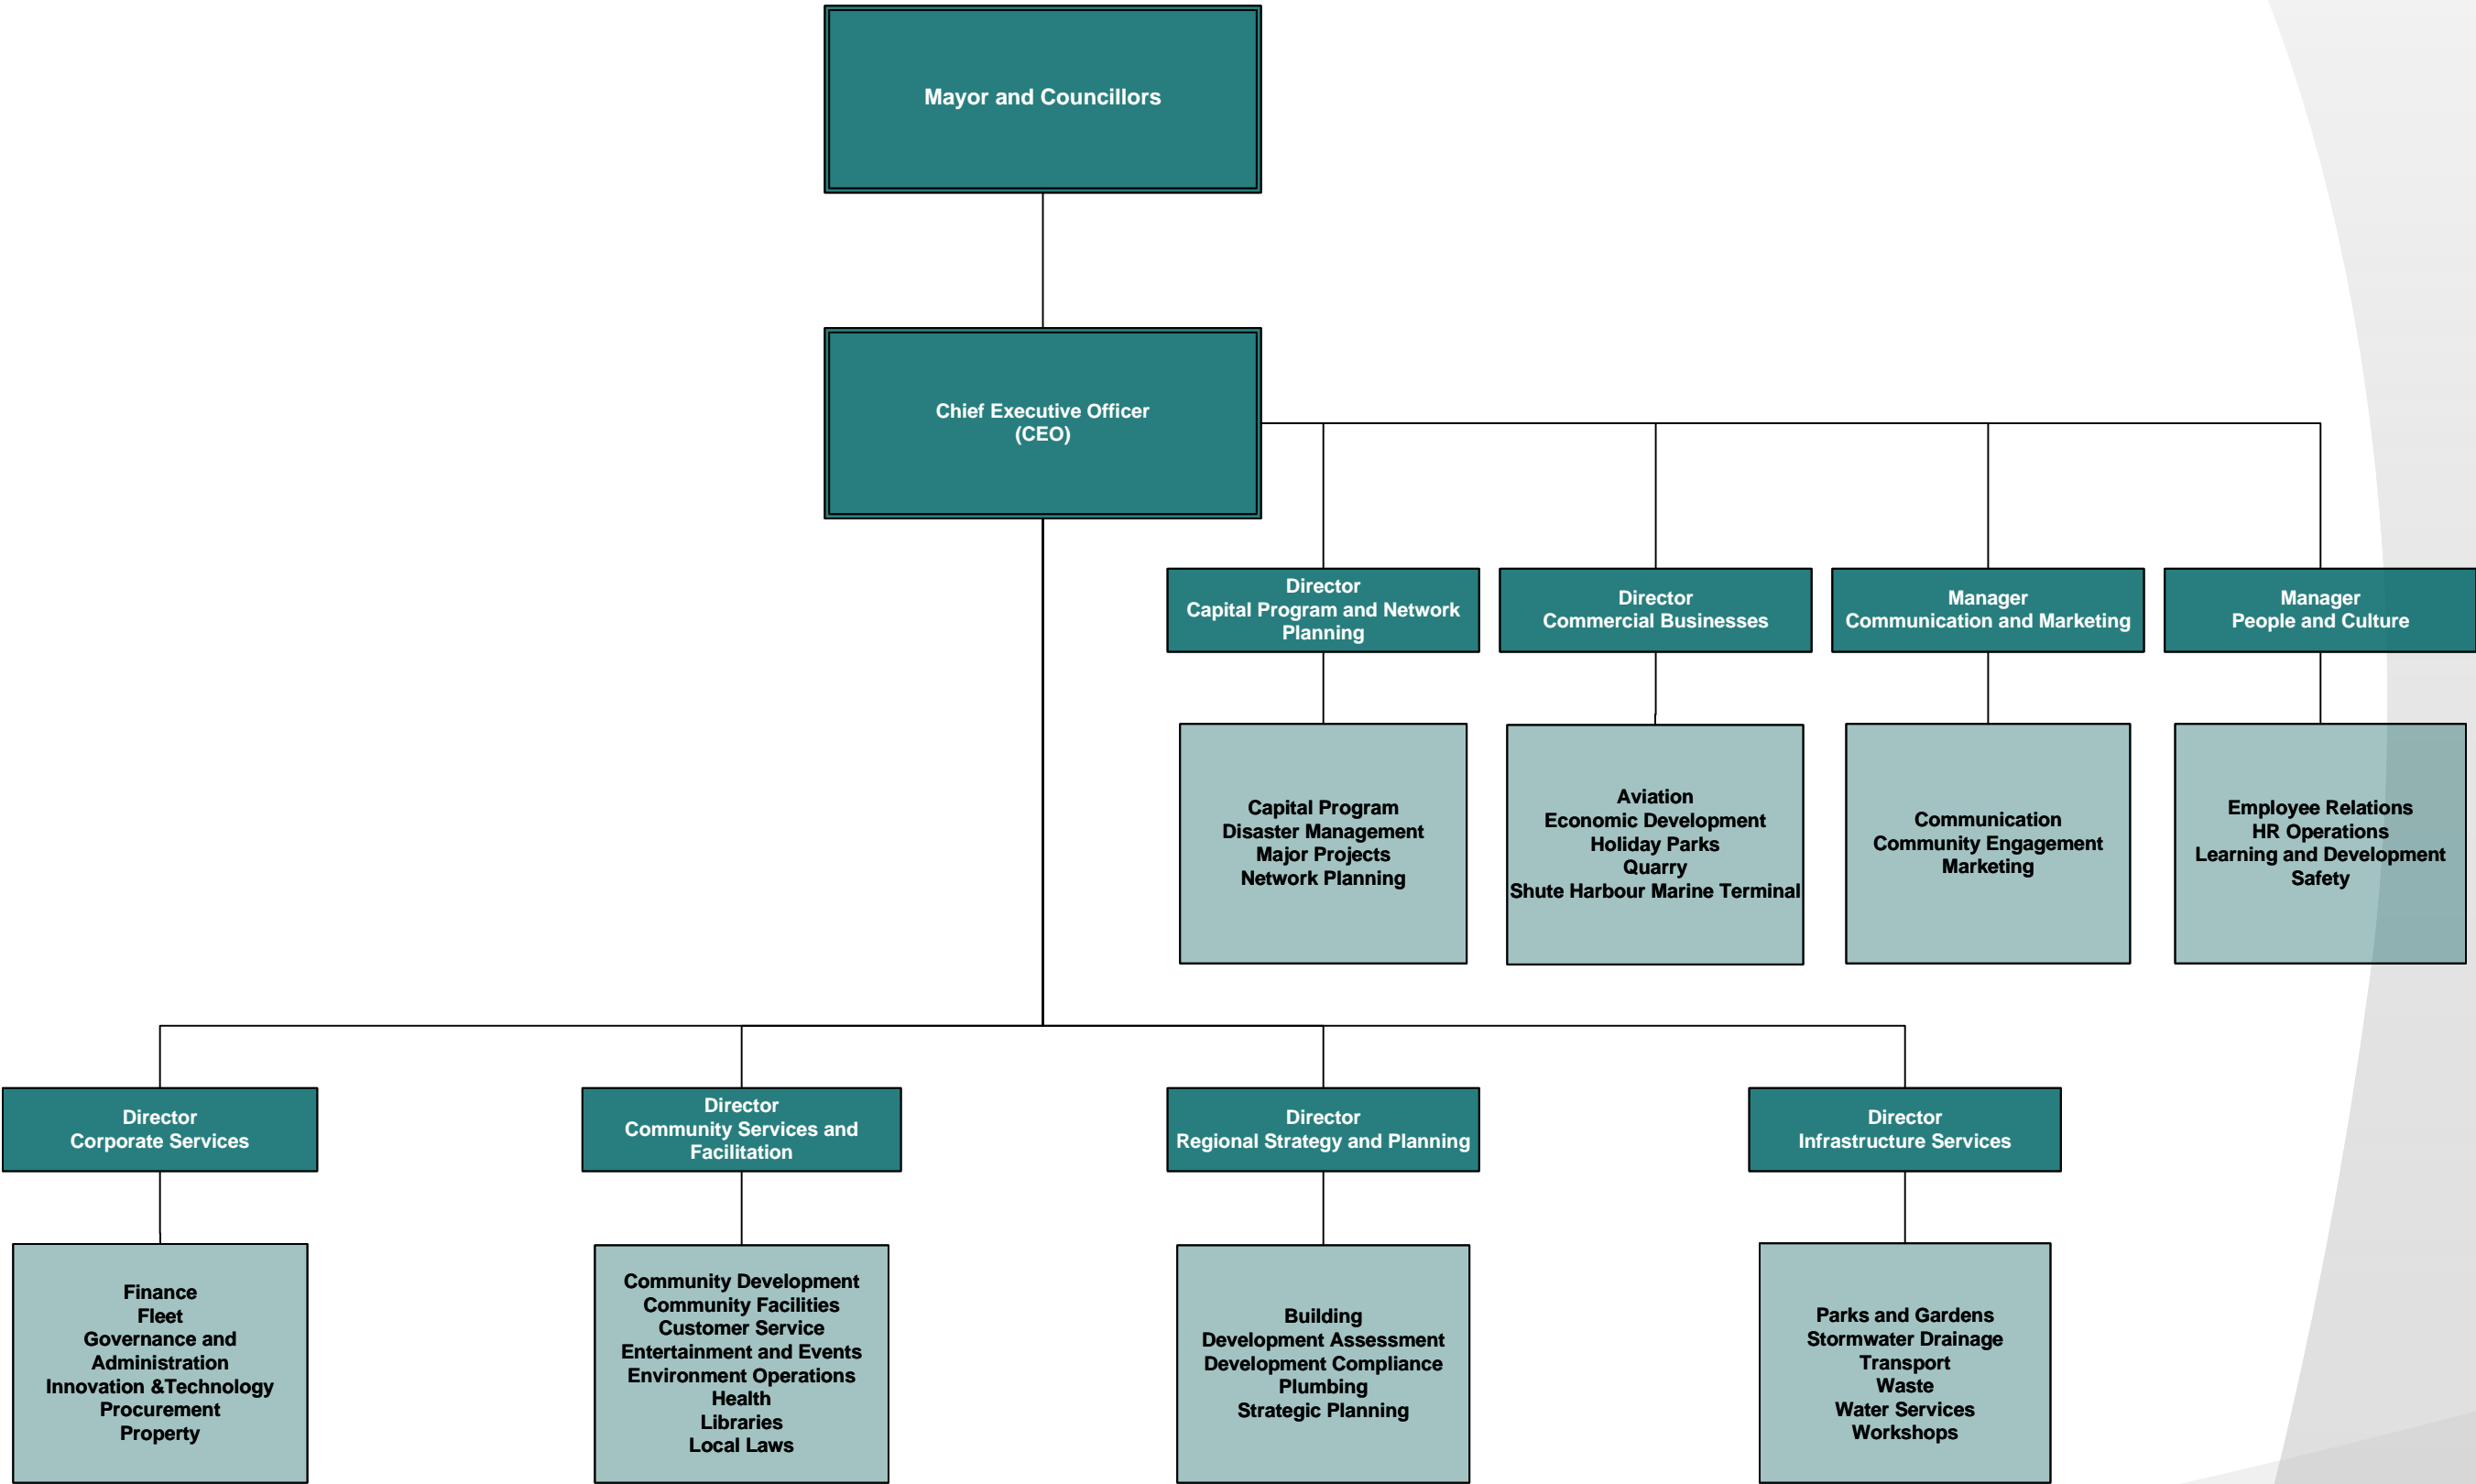 Mayor and Councillors
Chief Executive Officer
(CEO)
Director
Capital Program and Network
Planning
Director
Commercial Businesses
Manager
Communication and Marketing
Manager
People and Culture
Capital Program
Disaster Management
Major Projects
Network Planning
Aviation
Economic Development
Holiday Parks
Quarry
Shute Harbour Marine Terminal
Communication
Community Engagement
Marketing
Employee Relations
HR Operations
Learning and Development
Safety
Director
Corporate Services
Director
Community Services and
Facilitation
Director
Regional Strategy and Planning
Director
Infrastructure Services
Finance
Fleet
Governance and
Administration
Innovation &Technology
Procurement
Property
Community Development
Community Facilities
Customer Service
Entertainment and Events
Environment Operations
Health
Libraries
Local Laws
Building
Development Assessment
Development Compliance
Plumbing
Strategic Planning
Parks and Gardens
Stormwater Drainage
Transport
Waste
Water Services
Workshops